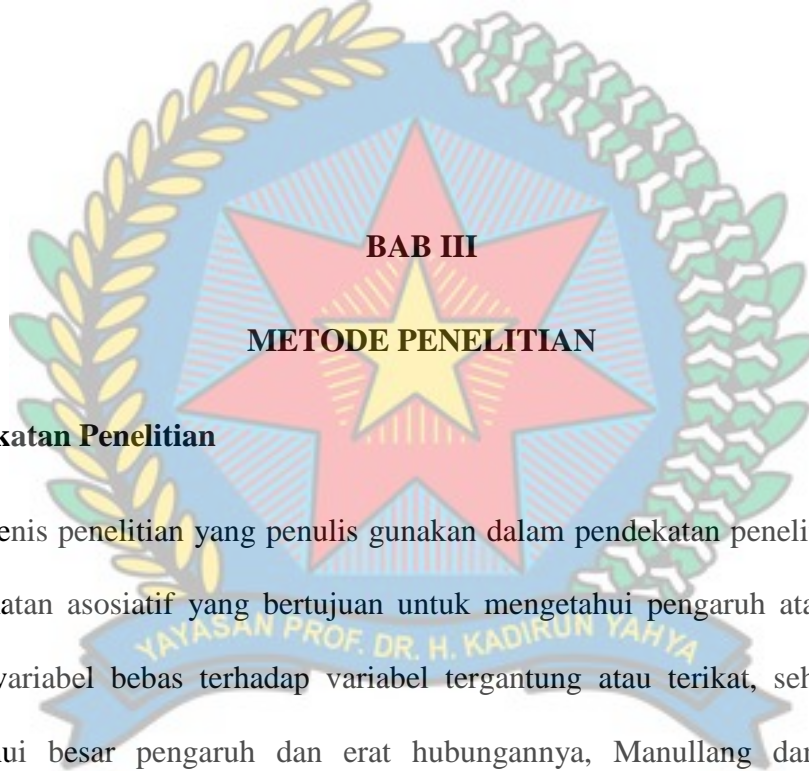 BAB III
METODE PENELITIAN
katan Penelitian
enis penelitian yang penulis gunakan dalam pendekatan peneli
atan asosiatif yang bertujuan untuk mengetahui pengaruh ata
variabel bebas terhadap variabel tergantung atau terikat, seh
YAYASAN PROF. DR. H. KADIRUN YAHYA
ui besar pengaruh dan erat hubungannya, Manullang dan